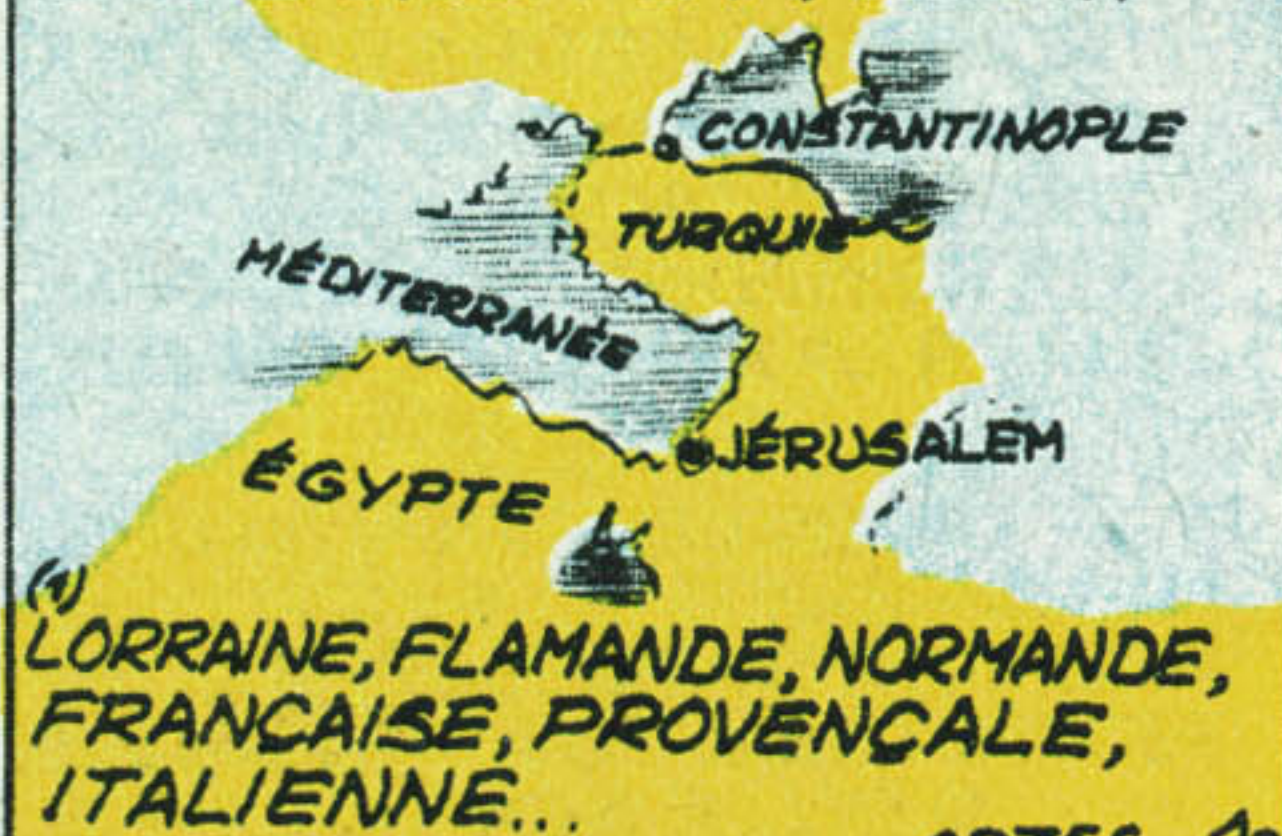 CONSTANTINOPLE
TURQUIE
MÉDITERRANÉE
JÉRUSALEM
ÉGYPTE
(1)
LORRAINE, FLAMANDE, NORMANDE,
FRANÇAISE, PROVENÇALE,
ITALIENNE...